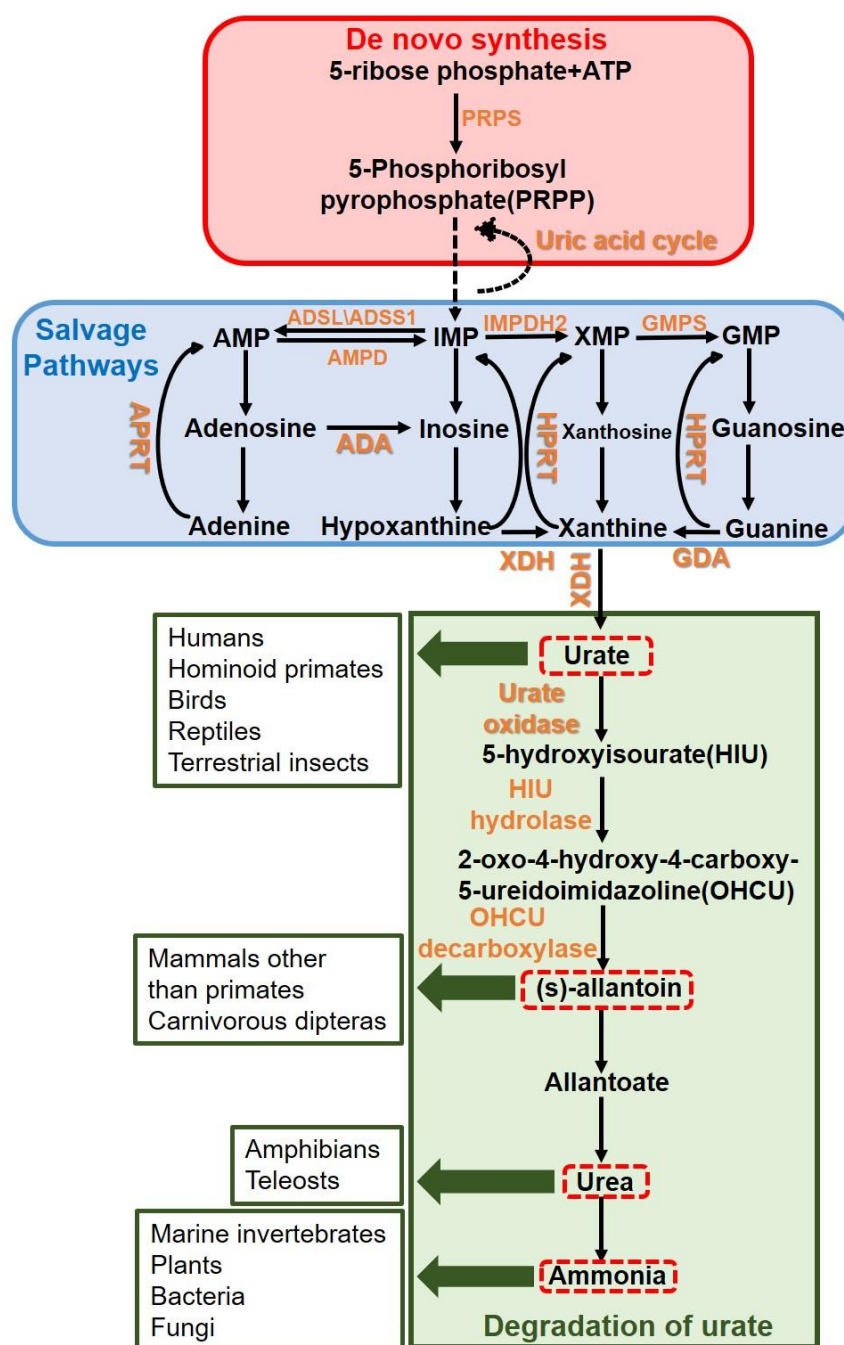 De novo synthesis
5-ribose phosphate+ATP
PRPS
5-Phosphoribosyl
pyrophosphate(PRPP)
Uric acid cycle
Salvage
Pathways
AMP
ADSL\ADSS1
AMPD
IMP
IMPDH2
XMP
GMPS
GMP
APRT
Adenosine
ADA
Inosine
HPRT
Xanthosine
HPRT
Guanosine
Adenine
Hypoxanthine
XDH
Xanthine
GDA
Guanine
XDH
Humans
Hominoid primates
Birds
Reptiles
Terrestrial insects
Urate
Urate
oxidase
5-hydroxyisourate(HIU)
HIU
hydrolase
2-oxo-4-hydroxy-4-carboxy-
5-ureidoimidazoline(OHCU)
OHCU
decarboxylase
Mammals other
than primates
Carnivorous dipteras
(s)-allantoin
Allantoate
Amphibians
Teleosts
Urea
Marine invertebrates
Plants
Bacteria
Fungi
Ammonia
Degradation of urate